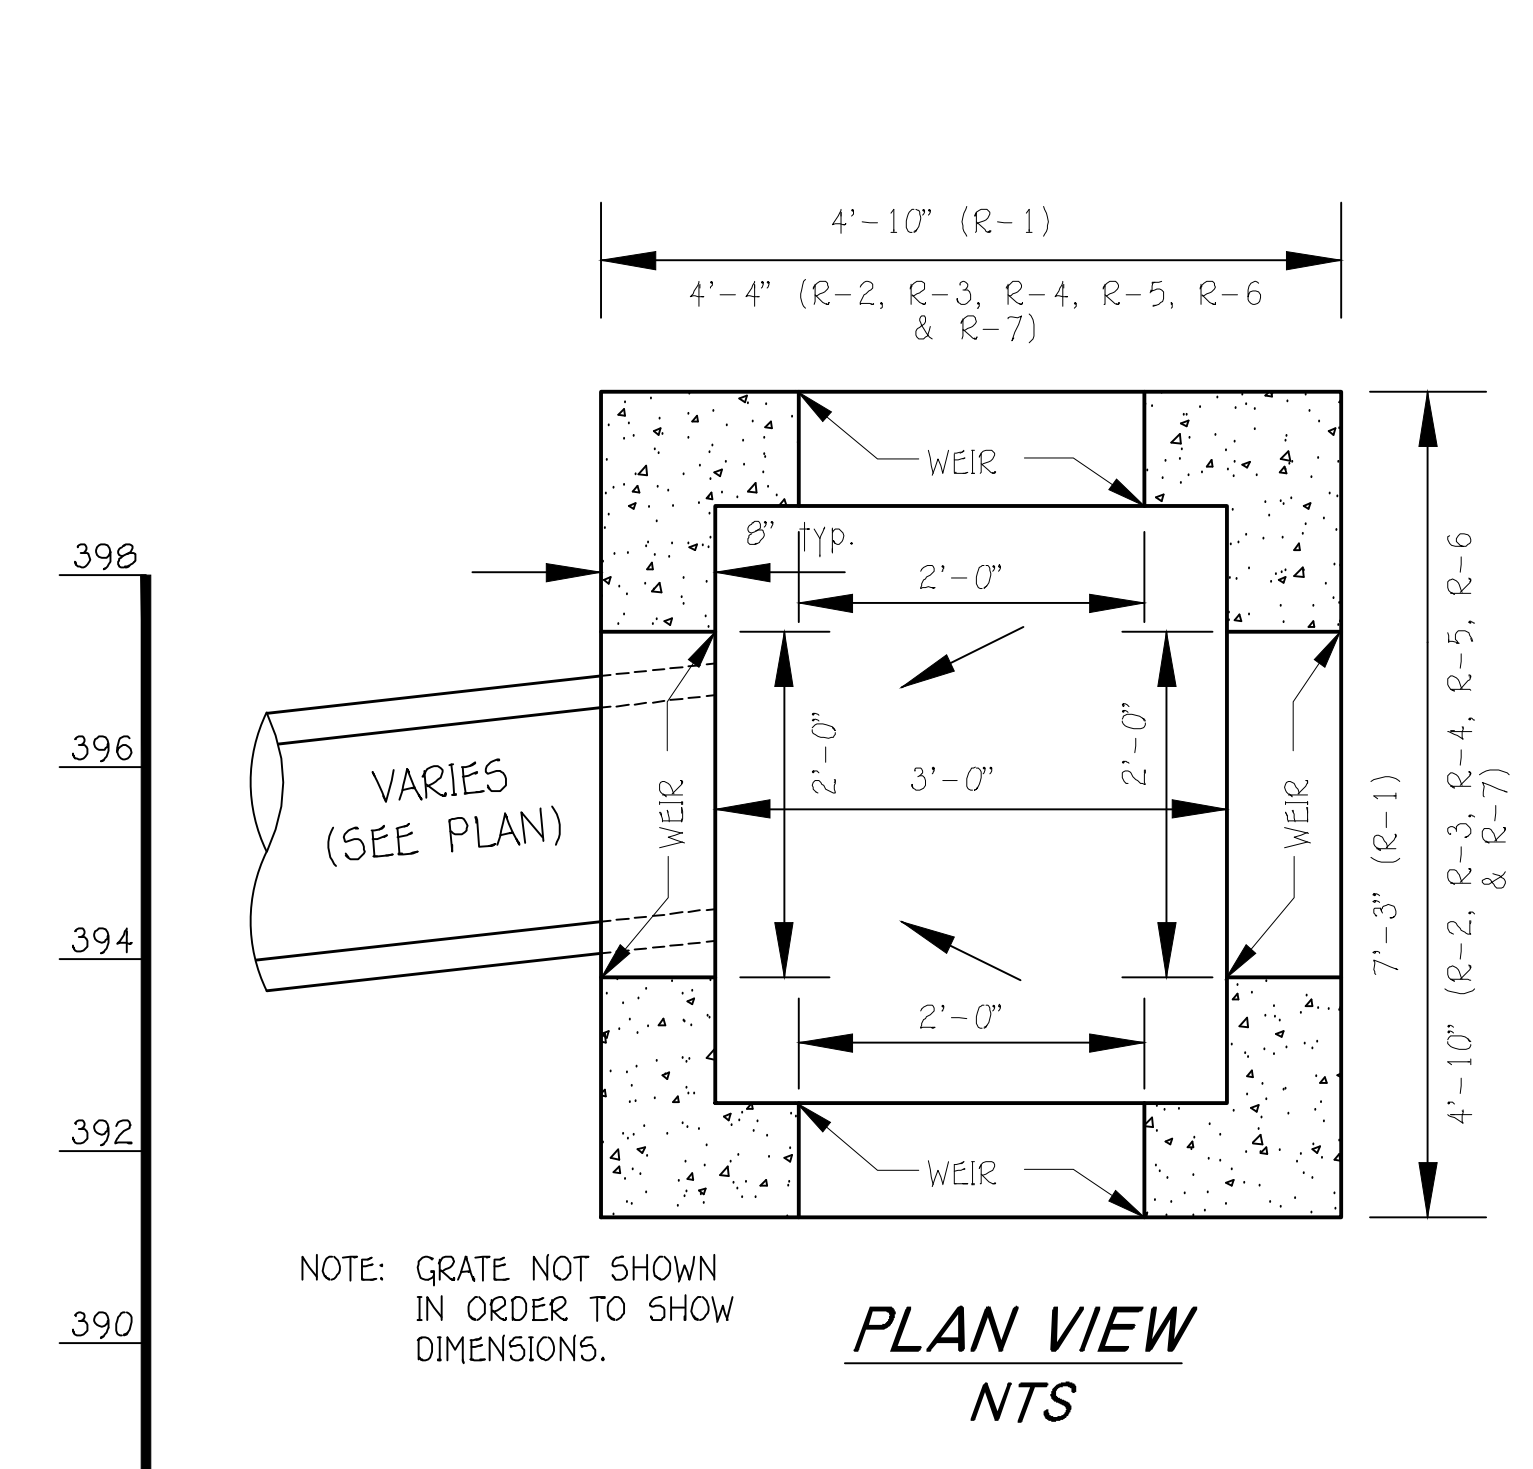 4'-10" (R-1)
4'-4" (R-2, R-3, R-4, R-5, R-6
& R-7)
WEIR
8" typ.
2'-0"
2'-0"
2'-0"
3'-0"
WEIR
WEIR
7'-3" (R-1)
4'-10" (R-2, R-3, R-4, R-5, R-6
& R-7)
VARIES
(SEE PLAN)
2'-0"
WEIR
398
396
394
392
390
NOTE: GRATE NOT SHOWN
IN ORDER TO SHOW
DIMENSIONS.
PLAN VIEW
NTS